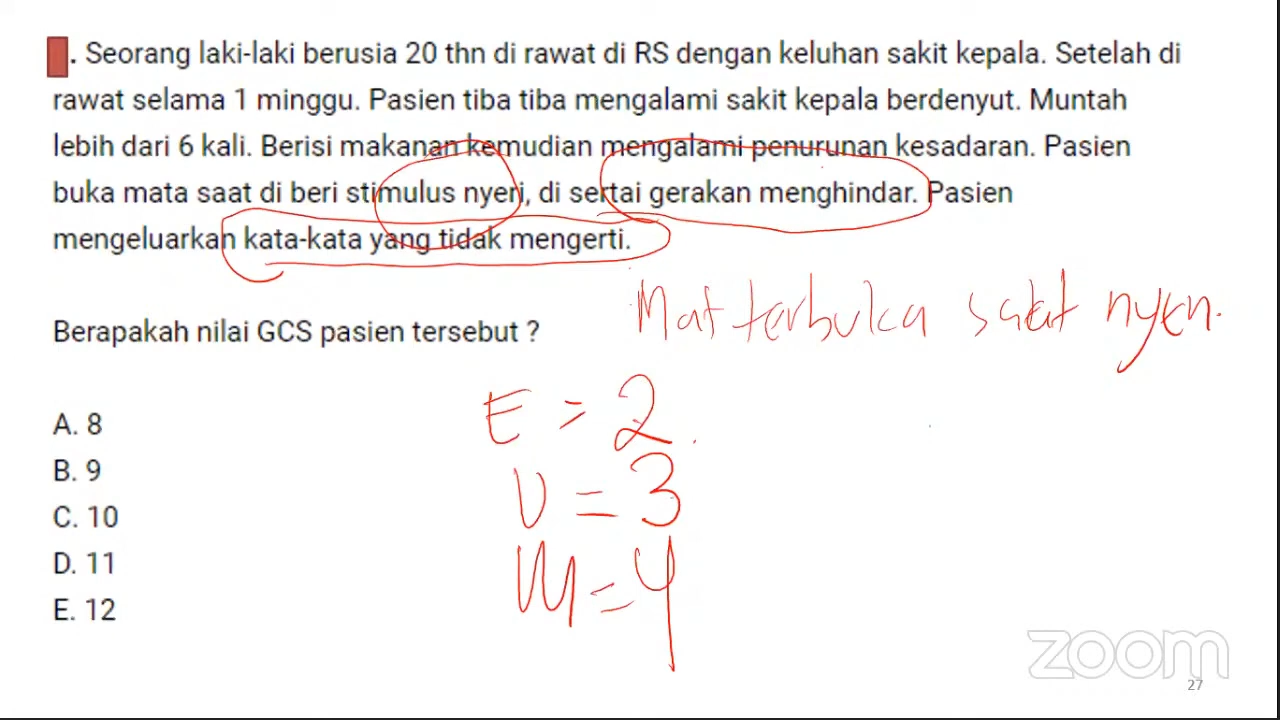 . Seorang laki-laki berusia 20 thn di rawat di RS dengan keluhan sakit kepala. Setelah di
rawat selama 1 minggu. Pasien tiba tiba mengalami sakit kepala berdenyut. Muntah
lebih dari 6 kali. Berisi makanan kemudian mengalami penurunan kesadaran. Pasien
buka mata saat di beri stimulus nyeri, di sertai gerakan menghindar. Pasien
mengeluarkan kata-kata yang tidak mengerti.
Mat terbuka sakit nyeri.
Berapakah nilai GCS pasien tersebut ?
E = 2
V = 3
M = 4
A. 8
B. 9
C. 10
D. 11
E. 12
zoom
27